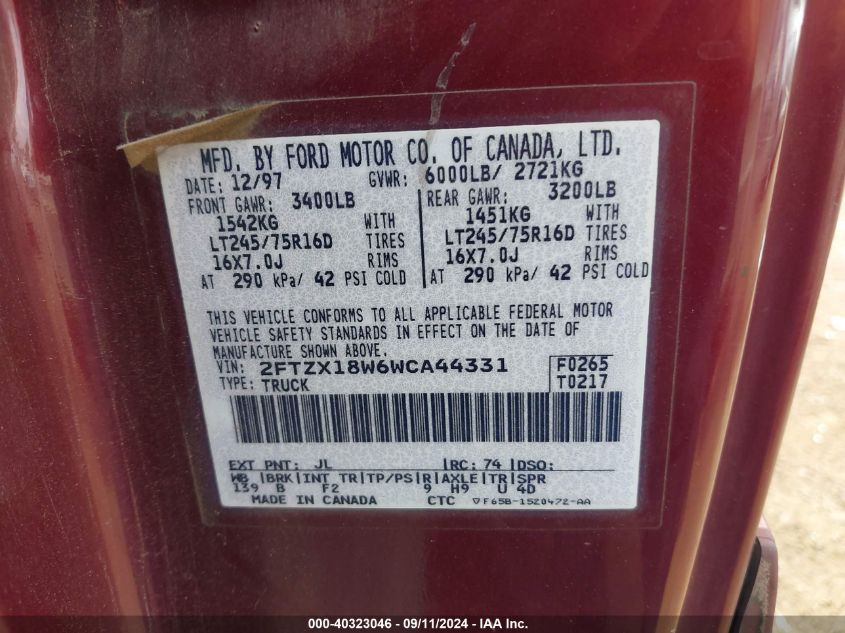 MFD. BY FORD MOTOR CO. OF CANADA, LTD.
DATE: 12/97 GVWR: 6000LB/ 2721KG
FRONT GAWR: 3400LB REAR GAWR: 3200LB
1542KG WITH 1451KG WITH
LT245/75R16D TIRES LT245/75R16D TIRES
16X7.0J RIMS 16X7.0J RIMS
AT 290 kPa/ 42 PSI COLD AT 290 kPa/ 42 PSI COLD
THIS VEHICLE CONFORMS TO ALL APPLICABLE FEDERAL MOTOR
VEHICLE SAFETY STANDARDS IN EFFECT ON THE DATE OF
MANUFACTURE SHOWN ABOVE.
VIN: 2FTZX18W6WCA44331 F0265
TYPE: TRUCK T0217
EXT PNT: JL RC: 74 DSO:
WB BRK INT TR TP/PS R AXLE TR SPR
139 B F2 9 H9 U 4D
MADE IN CANADA CTC F65B-1520472-AA
000-40323046 - 09/11/2024 - IAA Inc.